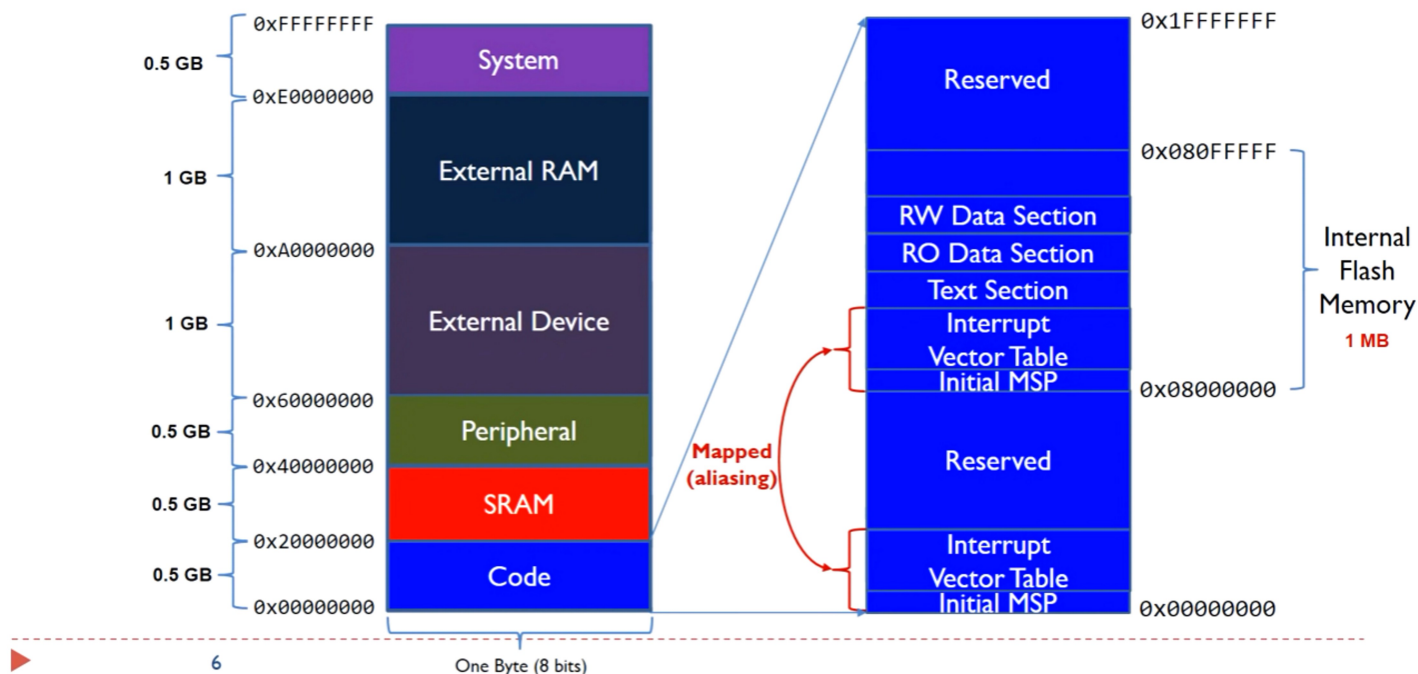 0xFFFFFFFF
System
0.5 GB
0xE0000000
External RAM
1 GB
0xA0000000
External Device
1 GB
0x60000000
Peripheral
0.5 GB
0x40000000
SRAM
0.5 GB
0x20000000
Code
0.5 GB
0x00000000
One Byte (8 bits)
0x1FFFFFFF
Reserved
0x080FFFFF
RW Data Section
RO Data Section
Text Section
Interrupt
Vector Table
Initial MSP
0x08000000
Internal
Flash
Memory
1 MB
Mapped
(aliasing)
Reserved
Interrupt
Vector Table
Initial MSP
0x00000000
6